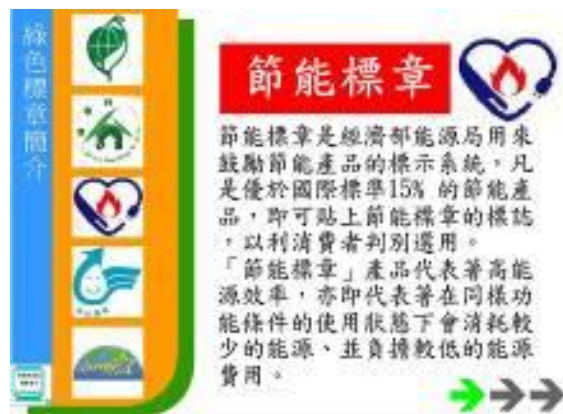 綠色標章簡介
節能標章
節能標章是經濟部能源局用來
鼓勵節能產品的標示系統，凡
是優於國際標準15% 的節能產
品，即可貼上節能標章的標誌
，以利消費者判別選用。
「節能標章」產品代表著高能
源效率，亦即代表著在同樣功
能條件的使用狀態下會消耗較
少的能源、並負擔較低的能源
費用。